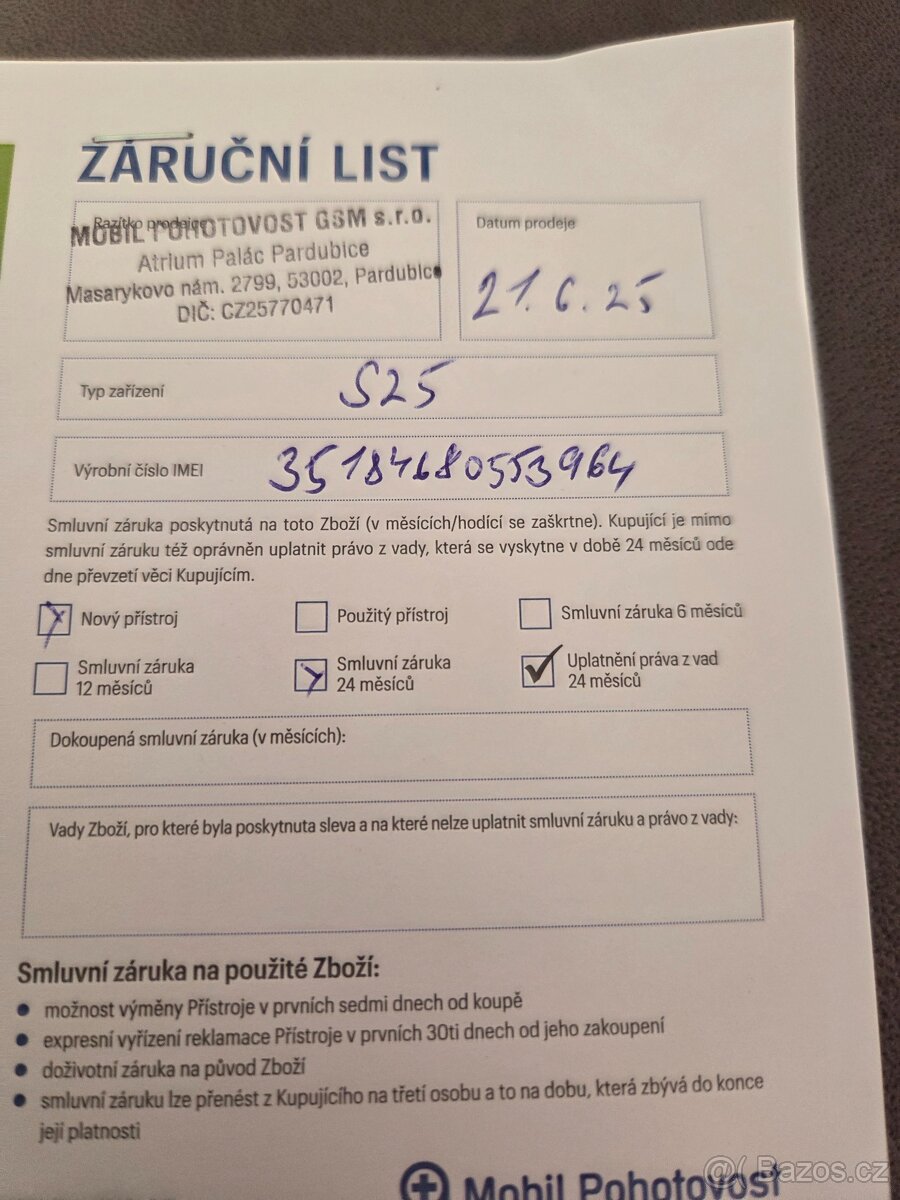 ZÁRUČNÍ LIST
Razítko prodejce
MOBIL POHOTOVOST GSM s.r.o.
Atrium Palác Pardubice
Masarykovo nám. 2799, 53002, Pardubice
DIČ: CZ25770471
Datum prodeje
21.6.25
Typ zařízení S25
Výrobní číslo IMEI 351846805553964
Smluvní záruka poskytnutá na toto Zboží (v měsících/hodící se zaškrtne). Kupující je mimo
smluvní záruku též oprávněn uplatnit právo z vady, která se vyskytne v době 24 měsíců ode
dne převzetí věci Kupujícím.
Nový přístroj
Použitý přístroj
Smluvní záruka 6 měsíců
Smluvní záruka
12 měsíců
Smluvní záruka
24 měsíců
Uplatnění práva z vad
24 měsíců
Dokoupená smluvní záruka (v měsících):
Vady Zboží, pro které byla poskytnuta sleva a na které nelze uplatnit smluvní záruku a právo z vady:
Smluvní záruka na použité Zboží:
možnost výměny Přístroje v prvních sedmi dnech od koupě
expresní vyřízení reklamace Přístroje v prvních 30ti dnech od jeho zakoupení
doživotní záruka na původ Zboží
smluvní záruku lze přenést z Kupujícího na třetí osobu a to na dobu, která zbývá do konce
její platnosti
Mobil Pohotovost
@( Bazos.cz